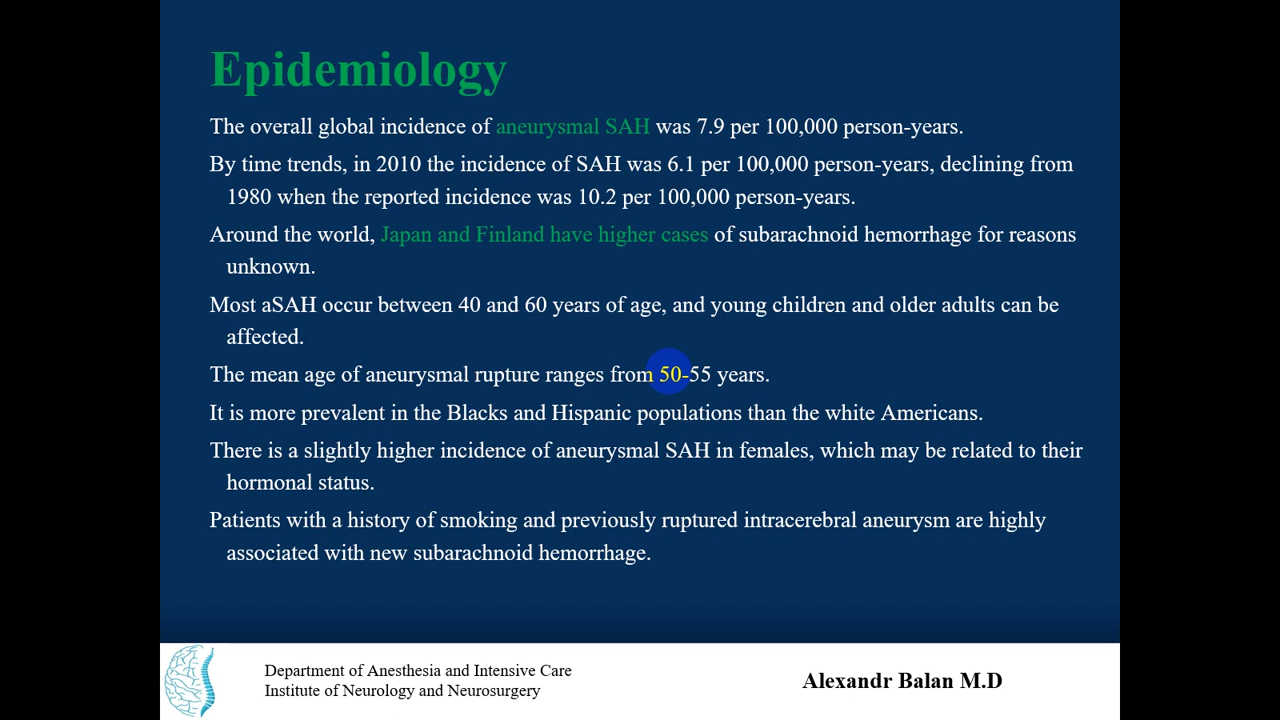 Epidemiology
The overall global incidence of aneurysmal SAH was 7.9 per 100,000 person-years.
By time trends, in 2010 the incidence of SAH was 6.1 per 100,000 person-years, declining from
1980 when the reported incidence was 10.2 per 100,000 person-years.
Around the world, Japan and Finland have higher cases of subarachnoid hemorrhage for reasons
unknown.
Most aSAH occur between 40 and 60 years of age, and young children and older adults can be
affected.
The mean age of aneurysmal rupture ranges from 50-55 years.
It is more prevalent in the Blacks and Hispanic populations than the white Americans.
There is a slightly higher incidence of aneurysmal SAH in females, which may be related to their
hormonal status.
Patients with a history of smoking and previously ruptured intracerebral aneurysm are highly
associated with new subarachnoid hemorrhage.
Department of Anesthesia and Intensive Care
Institute of Neurology and Neurosurgery
Alexandr Balan M.D